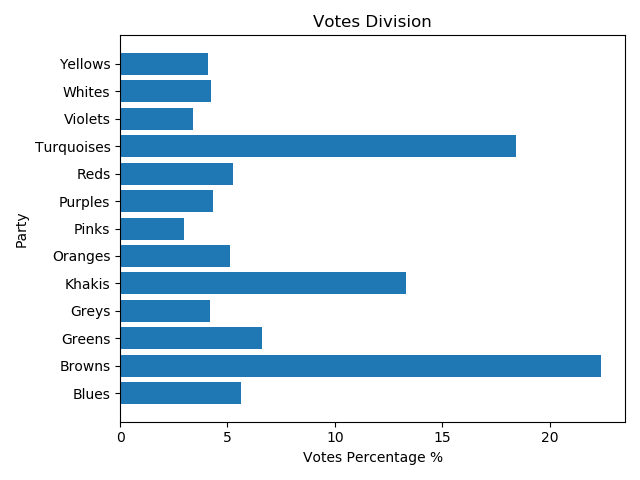 Votes Division
Yellows
Whites
Violets
Turquoises
Reds
Purples
Pinks
Oranges
Khakis
Greys
Greens
Browns
Blues
Party
0 5 10 15 20
Votes Percentage %